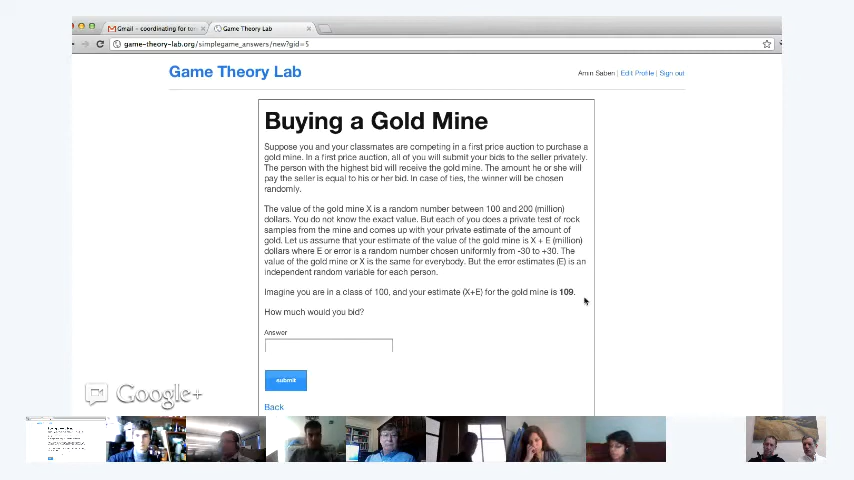 Gmail – coordinating for tom
Game Theory Lab
game-theory-lab.org/simplegame_answers/new?gid=5
Game Theory Lab
Amin Saberi | Edit Profile | Sign out
Buying a Gold Mine
Suppose you and your classmates are competing in a first price auction to purchase a
gold mine. In a first price auction, all of you will submit your bids to the seller privately.
The person with the highest bid will receive the gold mine. The amount he or she will
pay the seller is equal to his or her bid. In case of ties, the winner will be chosen
randomly.
The value of the gold mine X is a random number between 100 and 200 (million)
dollars. You do not know the exact value. But each of you does a private test of rock
samples from the mine and comes up with your private estimate of the amount of
gold. Let us assume that your estimate of the value of the gold mine is X + E (million)
dollars where E or error is a random number chosen uniformly from -30 to +30. The
value of the gold mine or X is the same for everybody. But the error estimates (E) is an
independent random variable for each person.
Imagine you are in a class of 100, and your estimate (X+E) for the gold mine is 109.
How much would you bid?
Answer
submit
Back
Google+